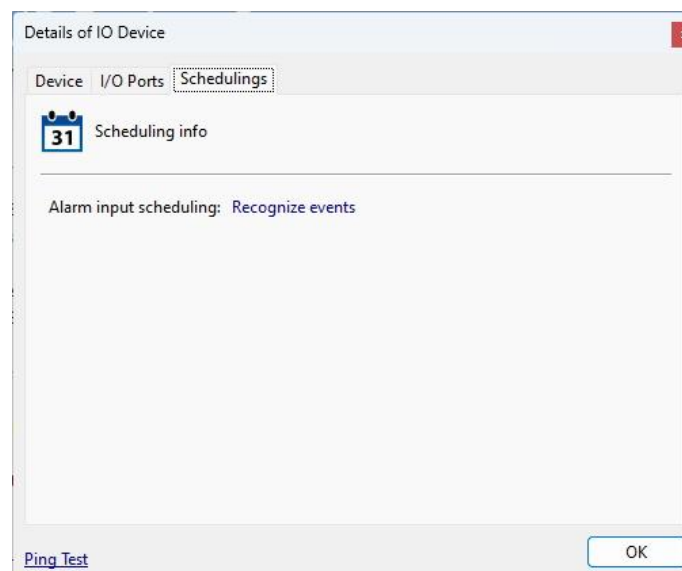 Details of IO Device
Device I/O Ports Schedulings
31 Scheduling info
Alarm input scheduling: Recognize events
Ping Test OK